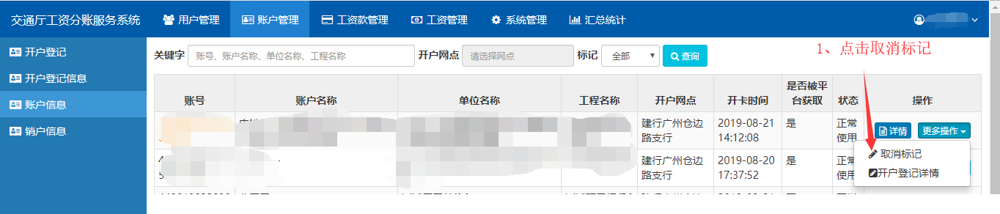 交通厅工资分账服务系统 用户管理 账户管理 工资款管理 工资管理 系统管理 汇总统计
开户登记
开户登记信息
账户信息
销户信息
关键字 账号、账户名称、单位名称、工程名称 开户网点 请选择网点 标记 全部 查询
1、点击取消标记
账号 账户名称 单位名称 工程名称 开户网点 开卡时间 是否被平台获取 状态 操作
建行广州仓边 2019-08-21 是 正常
路支行 14:12:08 使用 详情 更多操作
取消标记
开户登记详情
建行广州仓边 2019-08-20 是 正常
5 路支行 17:37:52 使用